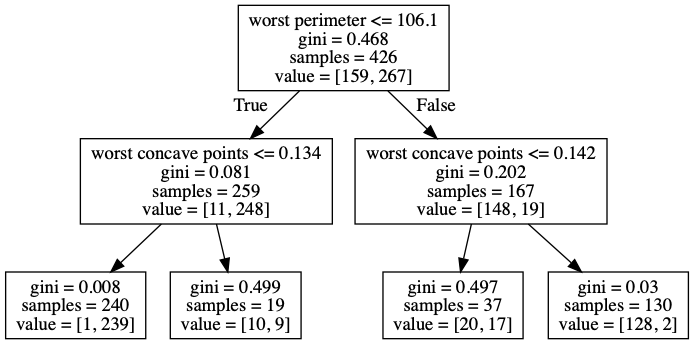 worst perimeter <= 106.1
gini = 0.468
samples = 426
value = [159, 267]
True
False
worst concave points <= 0.134
gini = 0.081
samples = 259
value = [11, 248]
worst concave points <= 0.142
gini = 0.202
samples = 167
value = [148, 19]
gini = 0.008
samples = 240
value = [1, 239]
gini = 0.499
samples = 19
value = [10, 9]
gini = 0.497
samples = 37
value = [20, 17]
gini = 0.03
samples = 130
value = [128, 2]